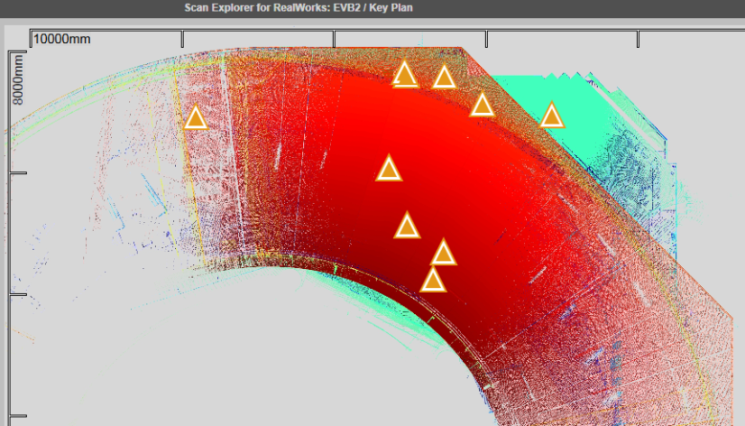 Scan Explorer for RealWorks: EVB2 / Key Plan
10000mm
8000mm